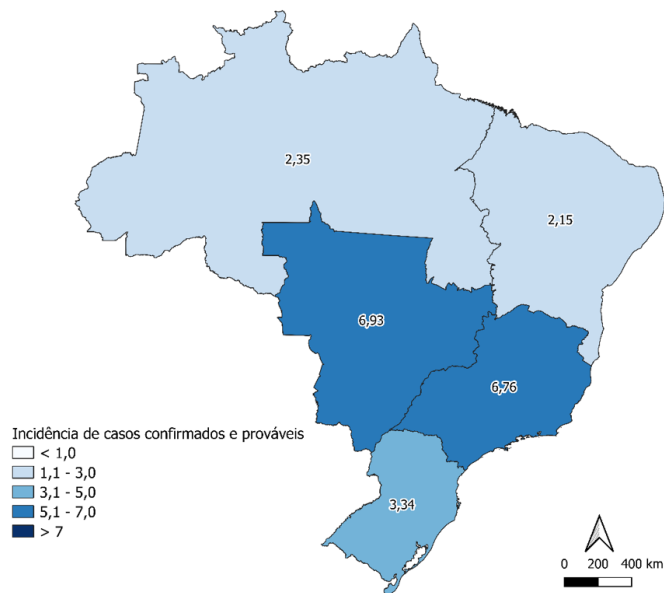 2,35
2,15
6,93
6,76
3,34
Incidência de casos confirmados e prováveis
< 1,0
1,1 - 3,0
3,1 - 5,0
5,1 - 7,0
> 7
0 200 400 km